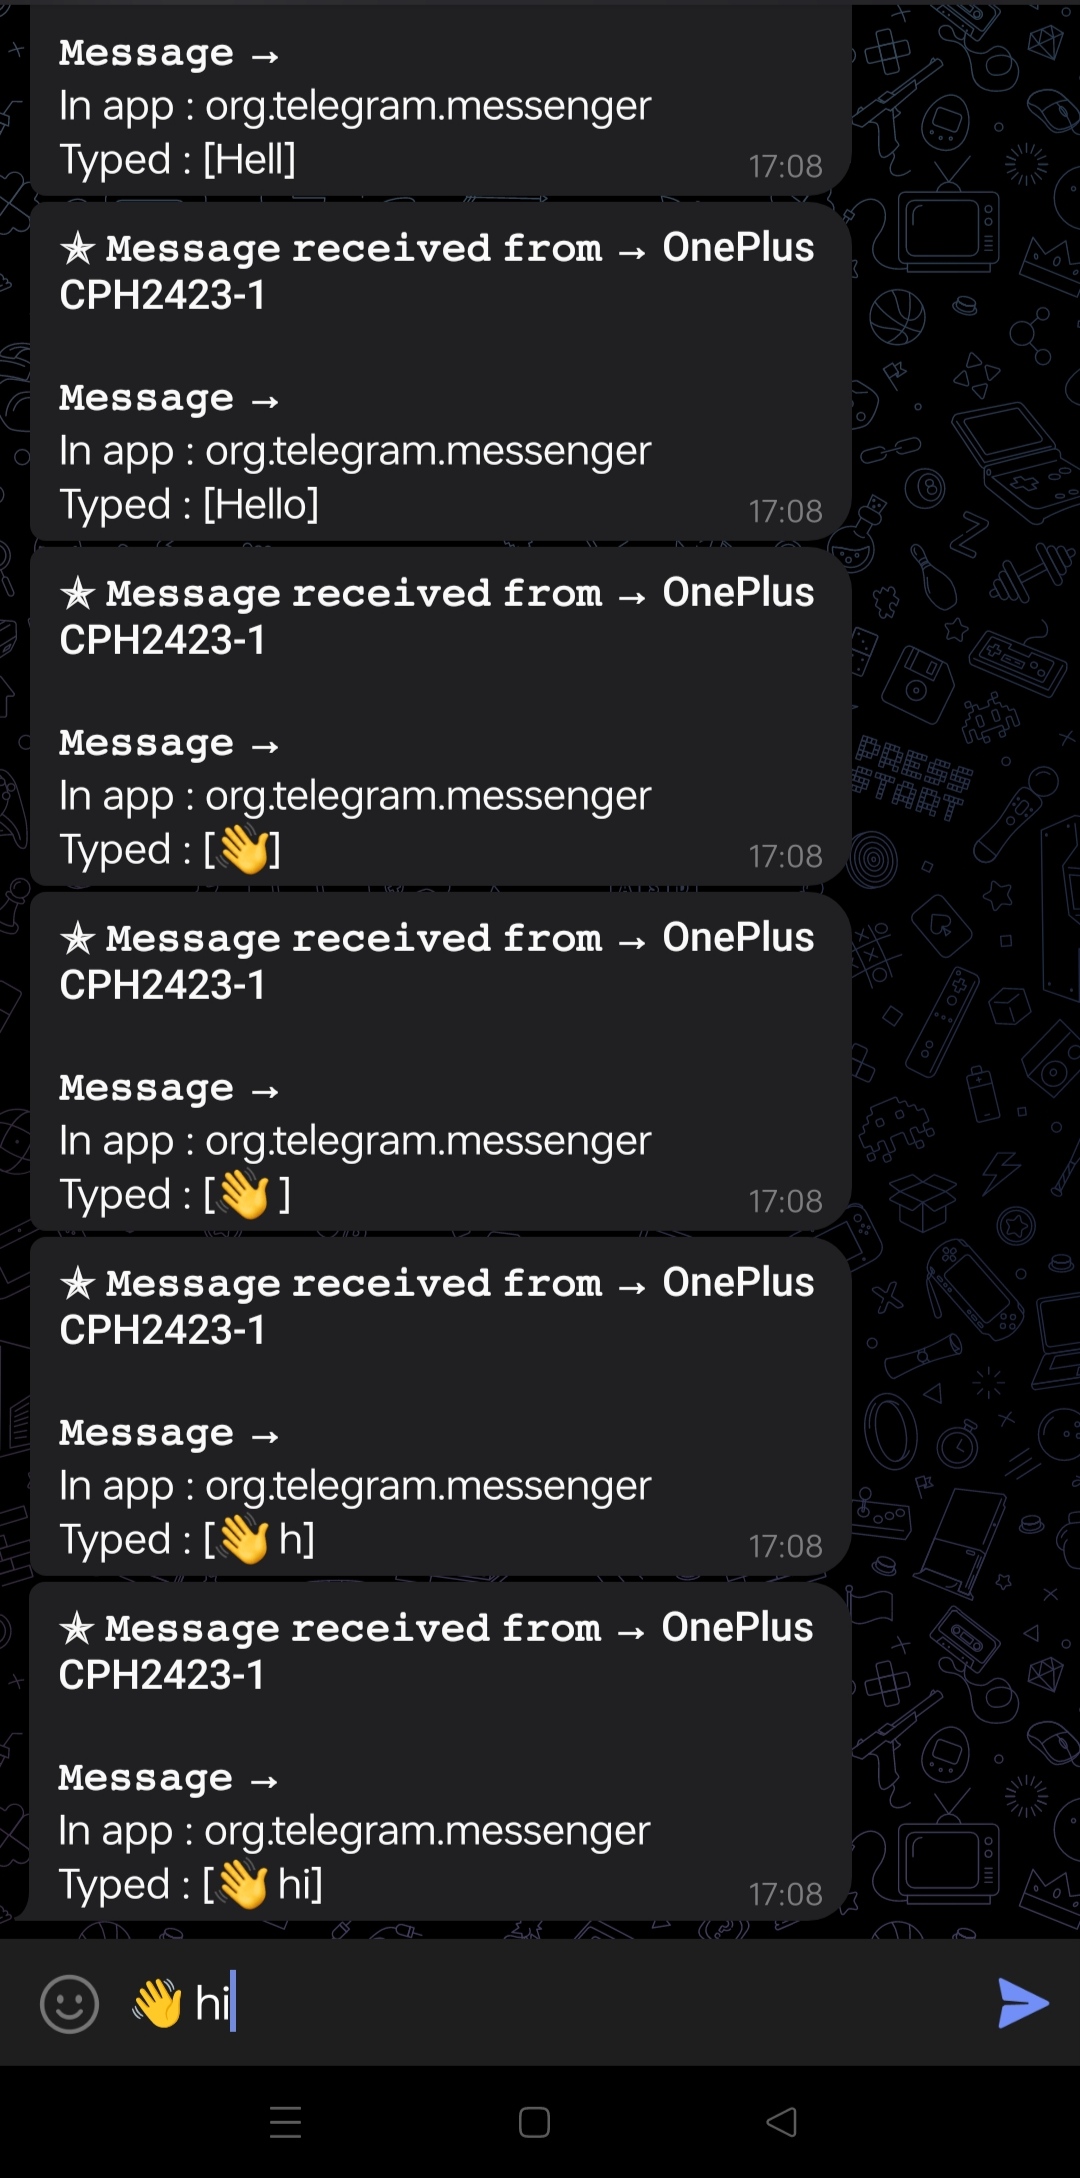 Message →
In app : org.telegram.messenger
Typed : [Hell]
17:08
✯ Message received from → OnePlus
CPH2423-1
Message →
In app : org.telegram.messenger
Typed : [Hello]
17:08
✯ Message received from → OnePlus
CPH2423-1
Message →
In app : org.telegram.messenger
Typed : [👋]
17:08
✯ Message received from → OnePlus
CPH2423-1
Message →
In app : org.telegram.messenger
Typed : [👋 ]
17:08
✯ Message received from → OnePlus
CPH2423-1
Message →
In app : org.telegram.messenger
Typed : [👋 h]
17:08
✯ Message received from → OnePlus
CPH2423-1
Message →
In app : org.telegram.messenger
Typed : [👋 hi]
17:08
👋 hi
PRESS
START